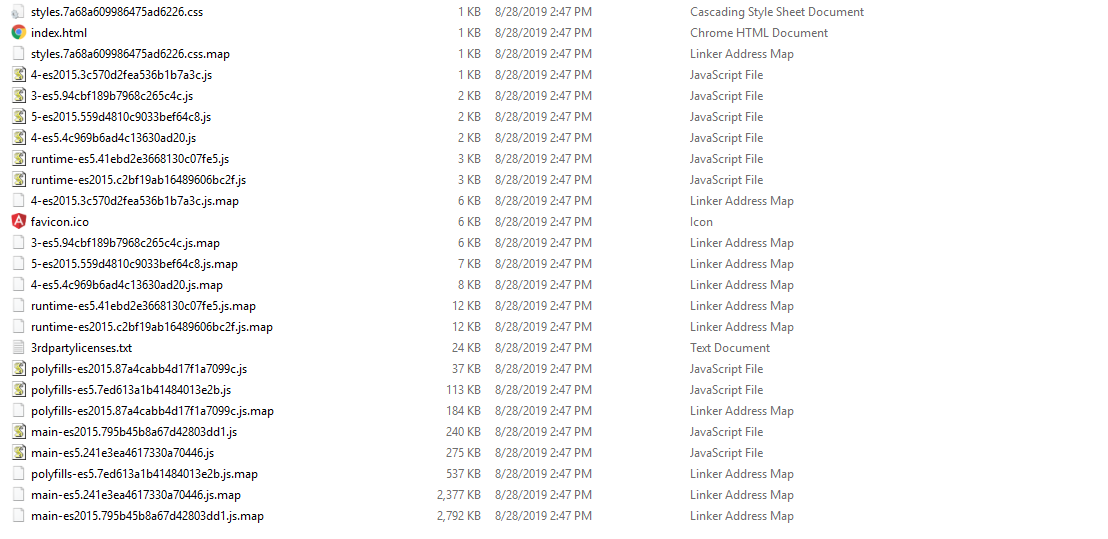 styles.7a68a609986475ad6226.css 1 KB 8/28/2019 2:47 PM Cascading Style Sheet Document
index.html 1 KB 8/28/2019 2:47 PM Chrome HTML Document
styles.7a68a609986475ad6226.css.map 1 KB 8/28/2019 2:47 PM Linker Address Map
4-es2015.3c570d2fea536b1b7a3c.js 1 KB 8/28/2019 2:47 PM JavaScript File
3-es5.94cbf189b7968c265c4c.js 2 KB 8/28/2019 2:47 PM JavaScript File
5-es2015.559d4810c9033bef64c8.js 2 KB 8/28/2019 2:47 PM JavaScript File
4-es5.4c969b6ad4c13630ad20.js 2 KB 8/28/2019 2:47 PM JavaScript File
runtime-es5.41ebd2e3668130c07fe5.js 3 KB 8/28/2019 2:47 PM JavaScript File
runtime-es2015.c2bf19ab16489606bc2f.js 3 KB 8/28/2019 2:47 PM JavaScript File
4-es2015.3c570d2fea536b1b7a3c.js.map 6 KB 8/28/2019 2:47 PM Linker Address Map
favicon.ico 6 KB 8/28/2019 2:47 PM Icon
3-es5.94cbf189b7968c265c4c.js.map 6 KB 8/28/2019 2:47 PM Linker Address Map
5-es2015.559d4810c9033bef64c8.js.map 7 KB 8/28/2019 2:47 PM Linker Address Map
4-es5.4c969b6ad4c13630ad20.js.map 8 KB 8/28/2019 2:47 PM Linker Address Map
runtime-es5.41ebd2e3668130c07fe5.js.map 12 KB 8/28/2019 2:47 PM Linker Address Map
runtime-es2015.c2bf19ab16489606bc2f.js.map 12 KB 8/28/2019 2:47 PM Linker Address Map
3rdpartylicenses.txt 24 KB 8/28/2019 2:47 PM Text Document
polyfills-es2015.87a4cabb4d17f1a7099c.js 37 KB 8/28/2019 2:47 PM JavaScript File
polyfills-es5.7ed613a1b41484013e2b.js 113 KB 8/28/2019 2:47 PM JavaScript File
polyfills-es2015.87a4cabb4d17f1a7099c.js.map 184 KB 8/28/2019 2:47 PM Linker Address Map
main-es2015.795b45b8a67d42803dd1.js 240 KB 8/28/2019 2:47 PM JavaScript File
main-es5.241e3ea4617330a70446.js 275 KB 8/28/2019 2:47 PM JavaScript File
polyfills-es5.7ed613a1b41484013e2b.js.map 537 KB 8/28/2019 2:47 PM Linker Address Map
main-es5.241e3ea4617330a70446.js.map 2,377 KB 8/28/2019 2:47 PM Linker Address Map
main-es2015.795b45b8a67d42803dd1.js.map 2,792 KB 8/28/2019 2:47 PM Linker Address Map